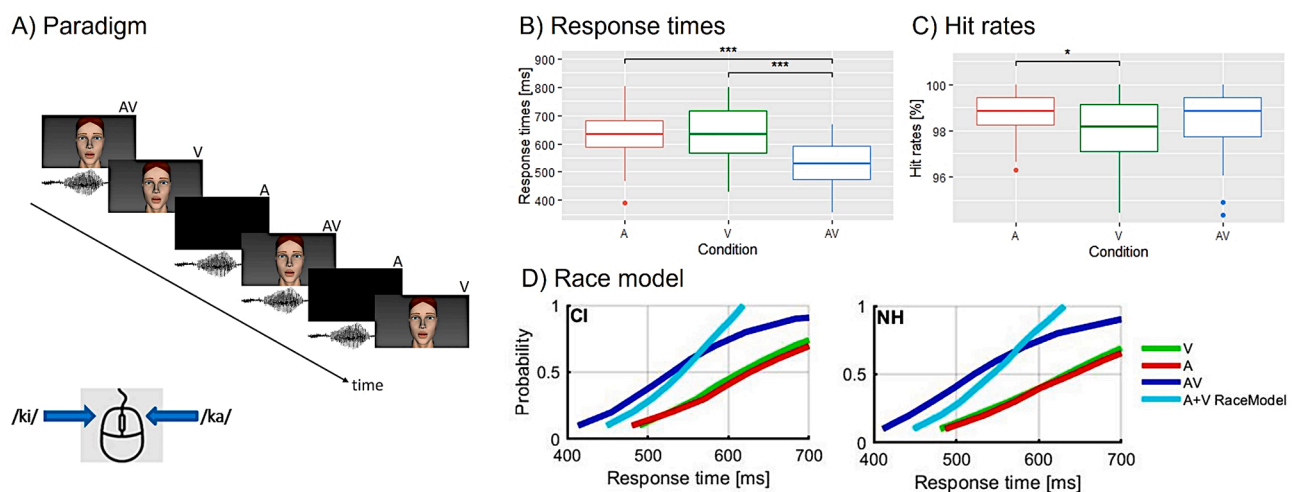 A) Paradigm
AV
V
A
AV
A
V
time
/ki/
/ka/
B) Response times
***
***
Response times [ms]
900
800
700
600
500
400
A
V
AV
Condition
C) Hit rates
*
Hit rates [%]
100
98
96
A
V
AV
Condition
D) Race model
CI
Probability
1
0.5
0
400
500
600
700
Response time [ms]
NH
1
0.5
0
400
500
600
700
Response time [ms]
V
A
AV
A+V RaceModel